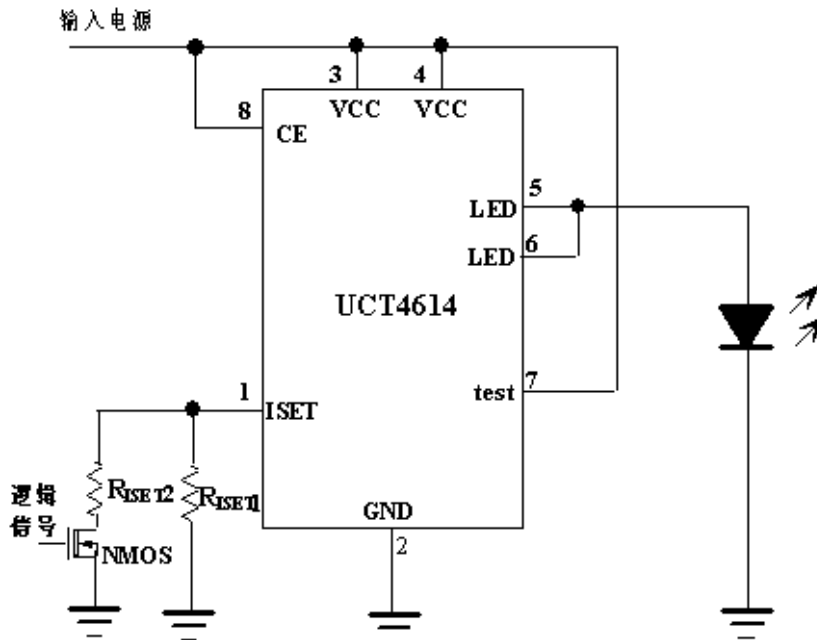 输入电源
3
4
8
VCC
VCC
CE
5
LED
6
LED
UCT4614
7
test
1
ISET
RISET2
RISET1
逻辑
信号
NMOS
GND
2